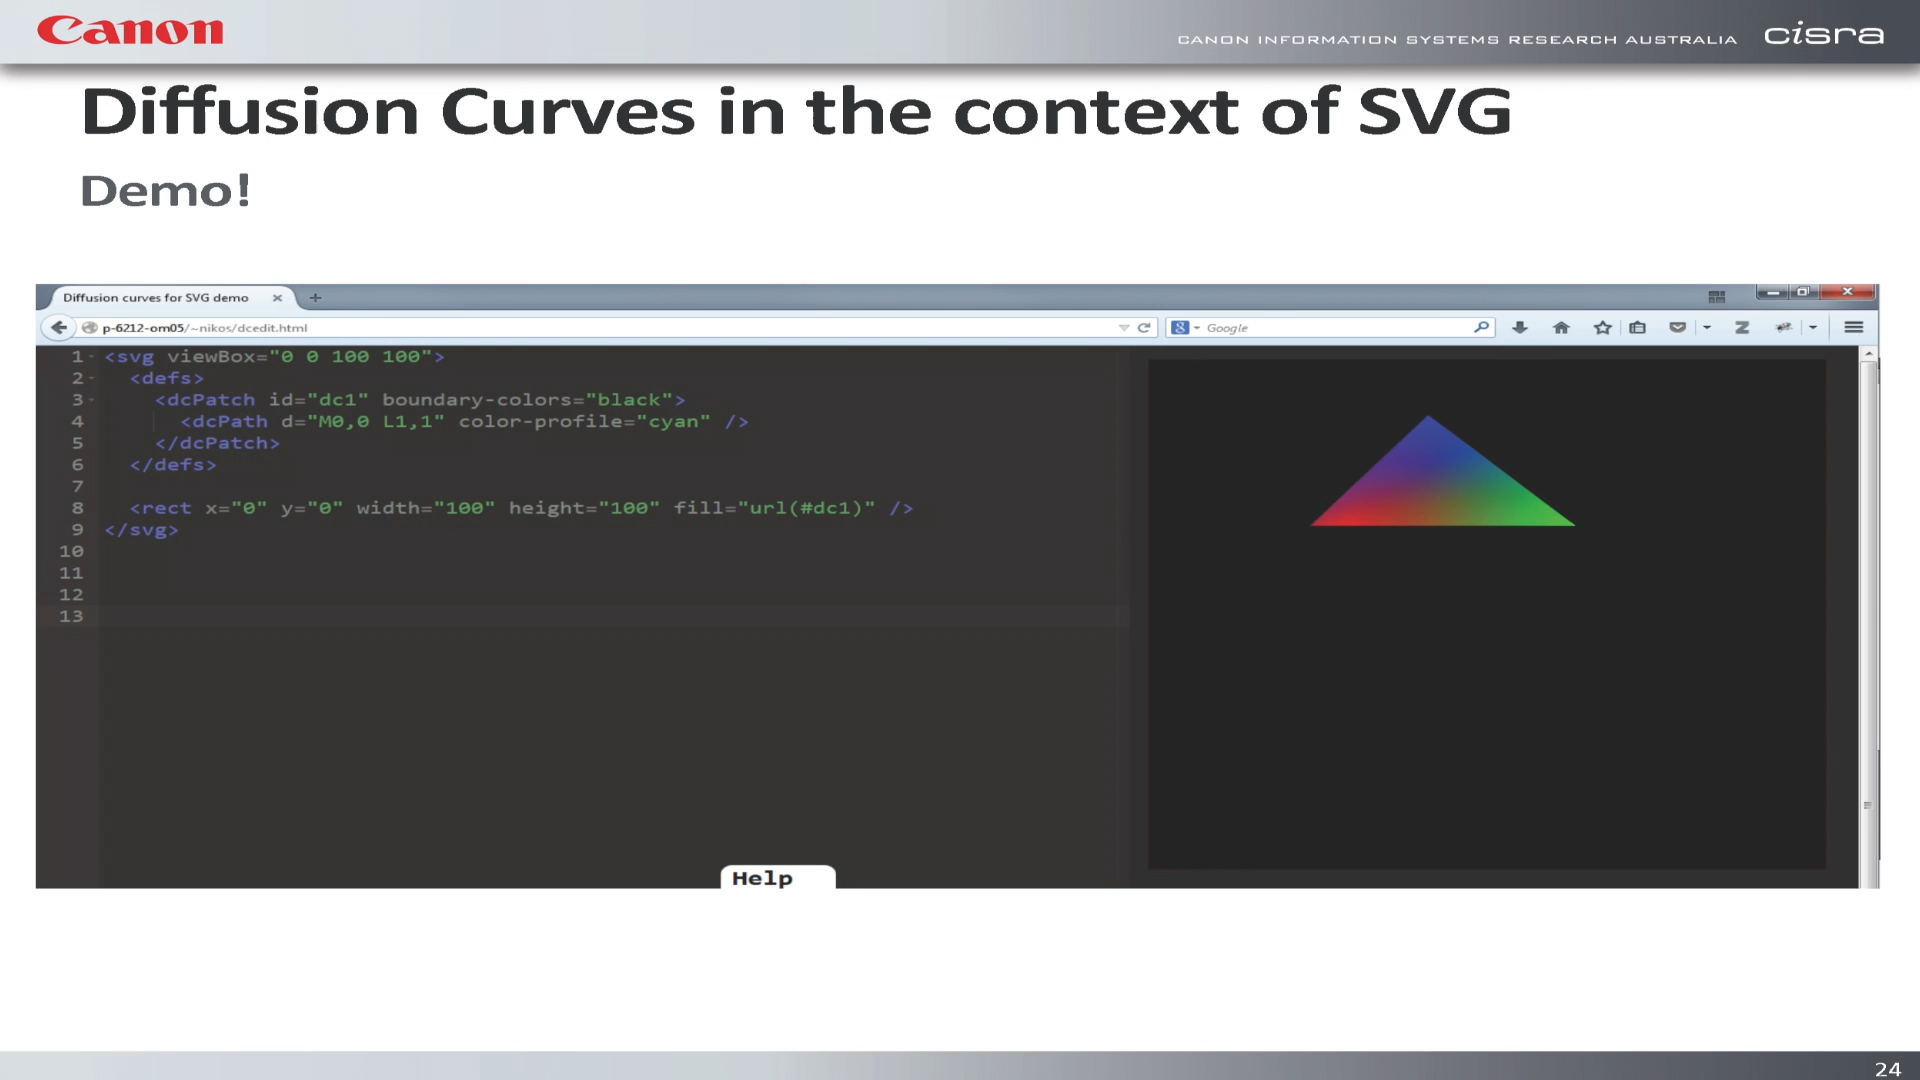 Canon
CANON INFORMATION SYSTEMS RESEARCH AUSTRALIA cisra
Diffusion Curves in the context of SVG
Demo!
Diffusion curves for SVG demo
p-6212-om05/~nikos/dcedit.html
Google
1 <svg viewBox="0 0 100 100">
2 <defs>
3 <dcPatch id="dc1" boundary-colors="black">
4 <dcPath d="M0,0 L1,1" color-profile="cyan" />
5 </dcPatch>
6 </defs>
7
8 <rect x="0" y="0" width="100" height="100" fill="url(#dc1)" />
9 </svg>
10
11
12
13
Help
24